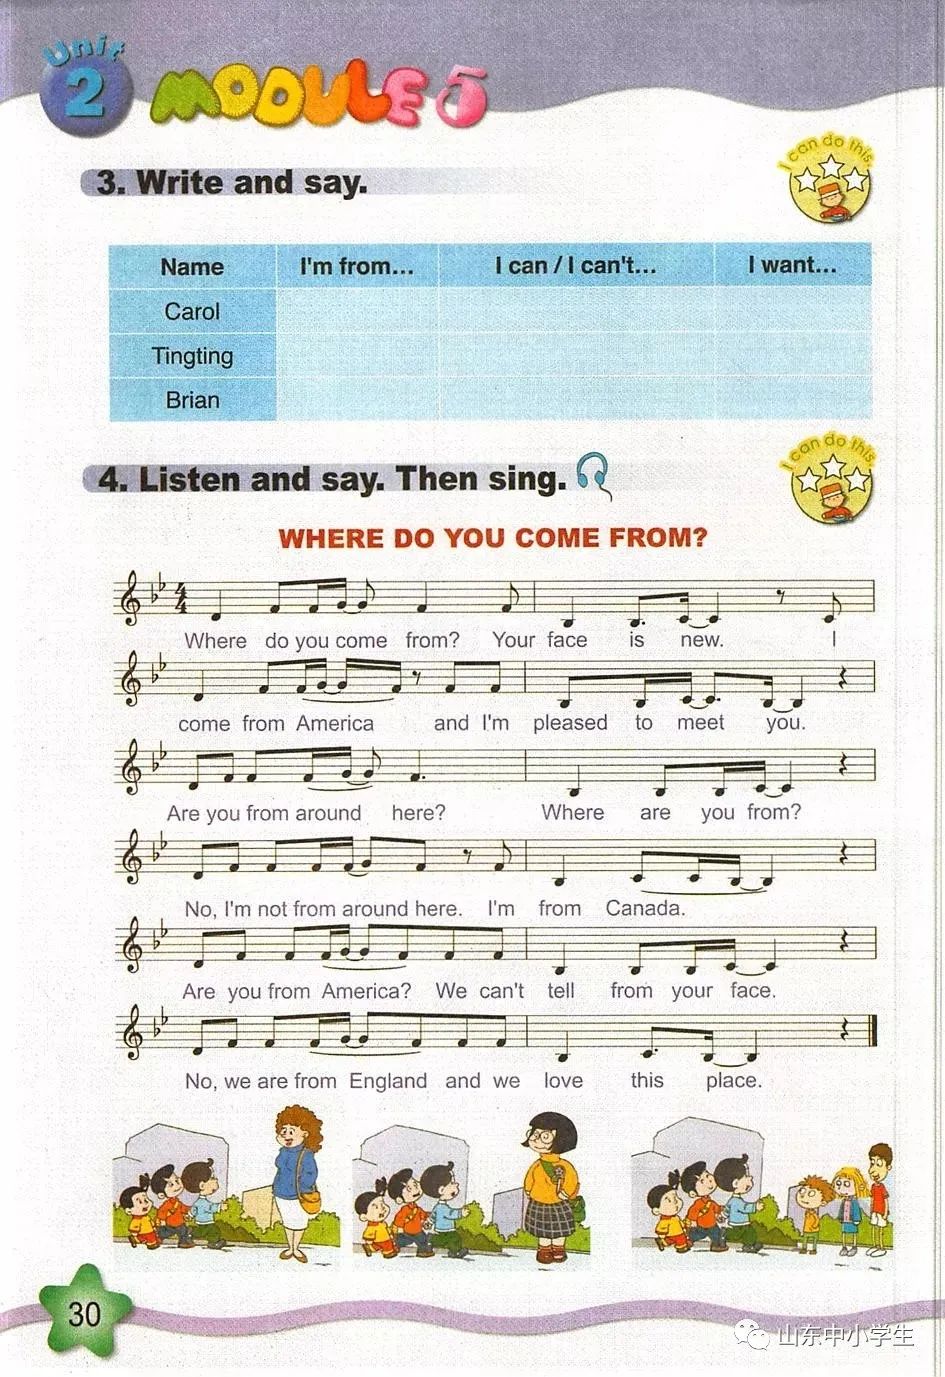 Unit
2 MODULE 5
3. Write and say.
I can do this.
Name I'm from... I can / I can't... I want...
Carol
Tingting
Brian
4. Listen and say. Then sing.
I can do this.
WHERE DO YOU COME FROM?
4
4
Where do you come from? Your face is new. I
come from America and I'm pleased to meet you.
Are you from around here? Where are you from?
No, I'm not from around here. I'm from Canada.
Are you from America? We can't tell from your face.
No, we are from England and we love this place.
30
山东中小学生